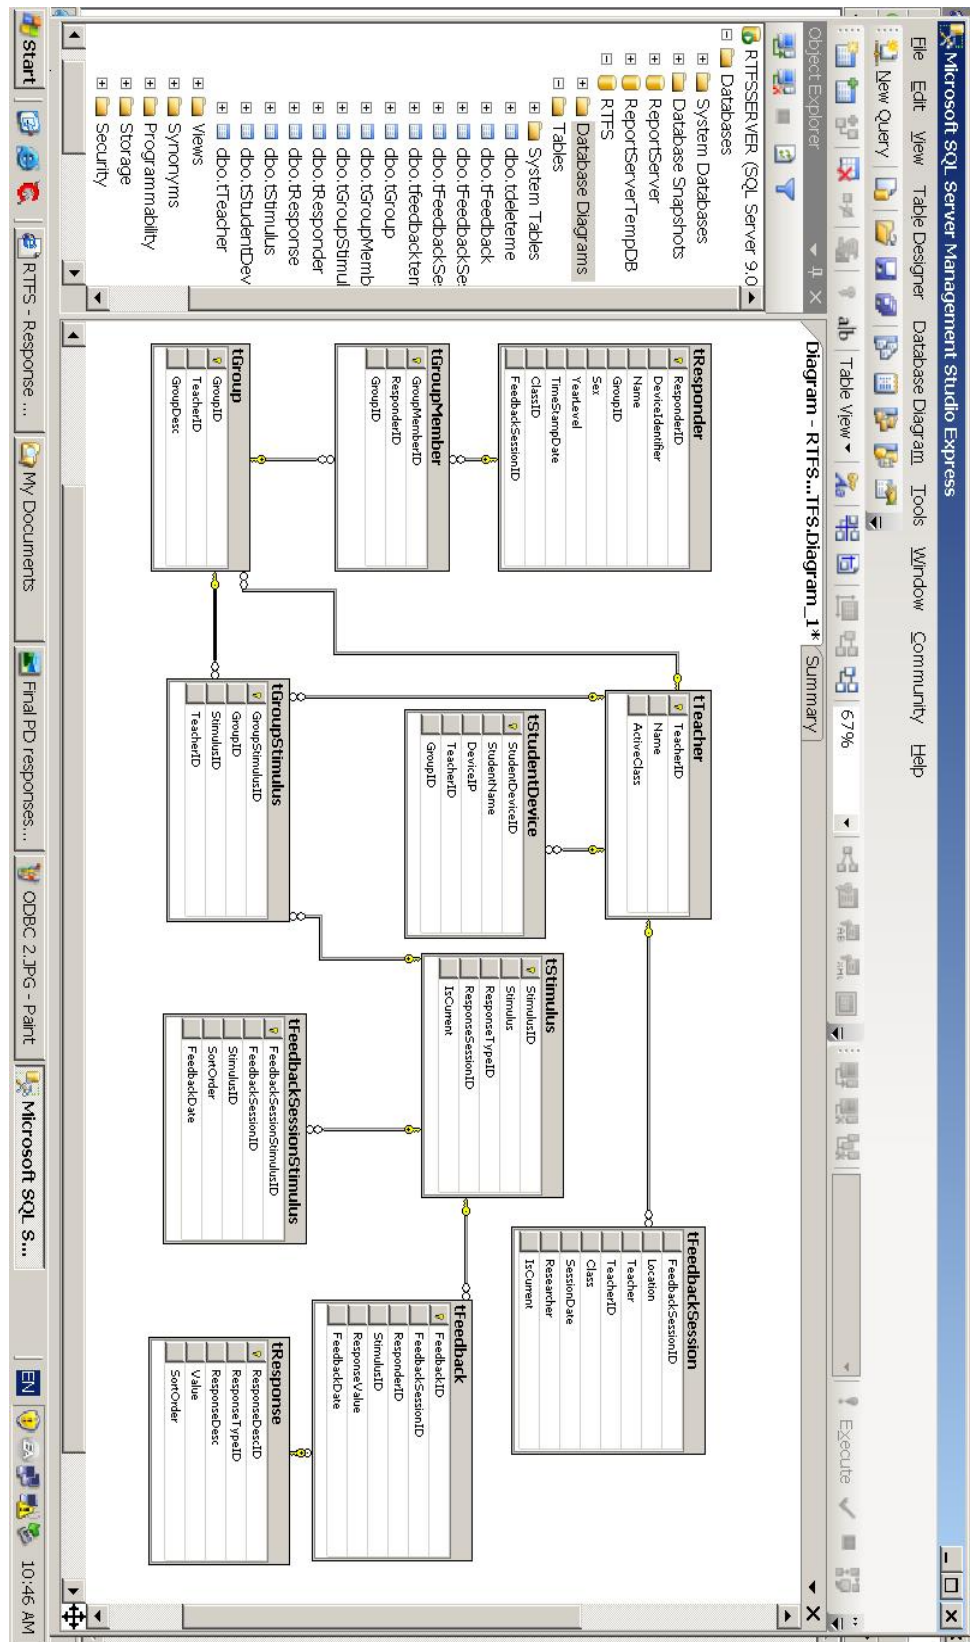 Microsoft SQL Server Management Studio Express
File Edit View Table Designer Database Diagram Tools Window Community Help
New Query
Table View
67%
Execute
Object Explorer
RTFSSERVER (SQL Server 9.0
Databases
System Databases
Database Snapshots
ReportServer
ReportServerTempDB
RTFS
Database Diagrams
Tables
System Tables
dbo.tdeleteme
dbo.tFeedback
dbo.tFeedbackSe
dbo.tFeedbackSe
dbo.tfeedbacktem
dbo.tGroup
dbo.tGroupMemb
dbo.tGroupStimul
dbo.tResponder
dbo.tResponse
dbo.tStimulus
dbo.tStudentDev
dbo.tTeacher
Views
Synonyms
Programmability
Storage
Security
Diagram - RTFS...TFS.Diagram_1* Summary
tResponder
ResponderID
DeviceIdentifier
Name
GroupID
Sex
YearLevel
TimeStampDate
ClassID
FeedbackSessionID
tGroupMember
GroupMemberID
ResponderID
GroupID
tGroup
GroupID
TeacherID
GroupDesc
tTeacher
TeacherID
Name
ActiveClass
tStudentDevice
StudentDeviceID
StudentName
DeviceIP
TeacherID
GroupID
tGroupStimulus
GroupStimulusID
GroupID
StimulusID
TeacherID
tStimulus
StimulusID
Stimulus
ResponseTypeID
ResponseSessionID
IsCurrent
tFeedbackSessionStimulus
FeedbackSessionStimulusID
FeedbackSessionID
StimulusID
SortOrder
FeedbackDate
tFeedbackSession
FeedbackSessionID
Location
Teacher
TeacherID
Class
SessionDate
Researcher
IsCurrent
tFeedback
FeedbackID
FeedbackSessionID
ResponderID
StimulusID
ResponseValue
FeedbackDate
tResponse
ResponseDescID
ResponseTypeID
ResponseDesc
Value
SortOrder
Start
RTFS - Response ...
My Documents
Final PD responses...
ODBC 2.JPG - Paint
Microsoft SQL S...
EN
10:46 AM